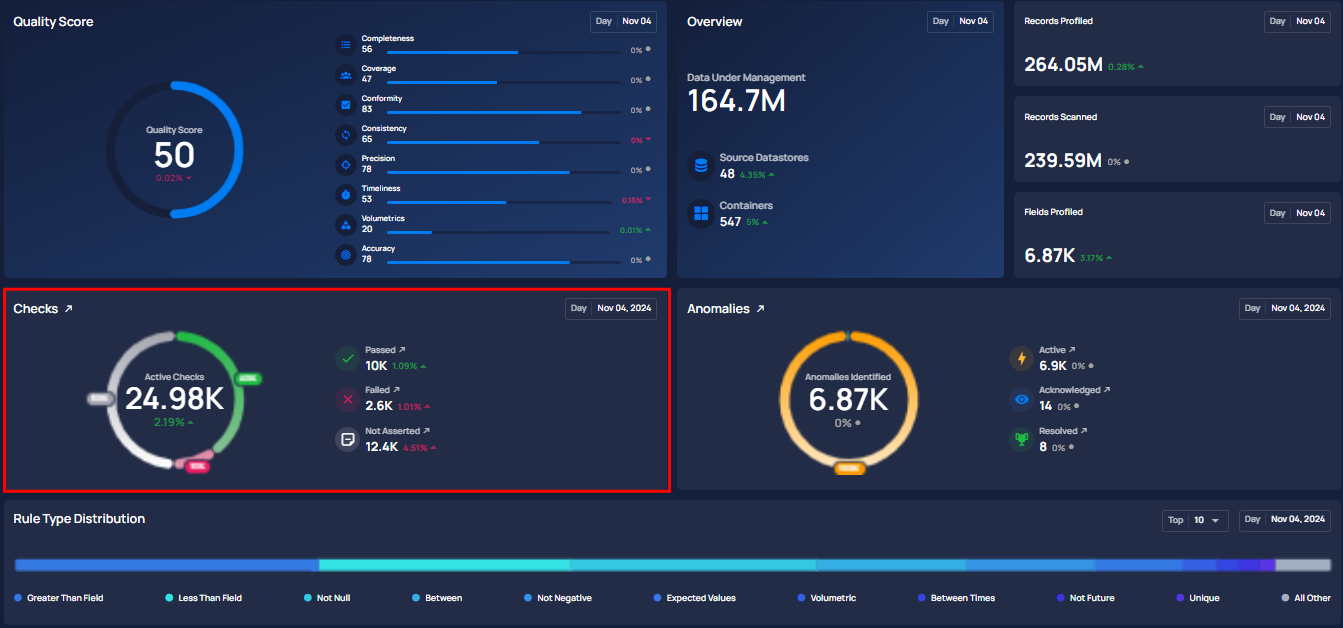 Quality Score
Day Nov 04
Quality Score
50
0.02%
Completeness
56
0%
Coverage
47
0%
Conformity
83
0%
Consistency
65
0%
Precision
78
0%
Timeliness
53
0.15%
Volumetrics
20
0.01%
Accuracy
78
0%
Overview
Day Nov 04
Data Under Management
164.7M
Source Datastores
48 4.35%
Containers
547 5%
Records Profiled
Day Nov 04
264.05M 0.28%
Records Scanned
Day Nov 04
239.59M 0%
Fields Profiled
Day Nov 04
6.87K 3.17%
Checks
Day Nov 04, 2024
Active Checks
24.98K
2.19%
Passed
10K 1.09%
Failed
2.6K 1.01%
Not Asserted
12.4K 4.51%
Anomalies
Day Nov 04, 2024
Anomalies Identified
6.87K
0%
Active
6.9K 0%
Acknowledged
14 0%
Resolved
8 0%
Rule Type Distribution
Top 10
Day Nov 04, 2024
Greater Than Field
Less Than Field
Not Null
Between
Not Negative
Expected Values
Volumetric
Between Times
Not Future
Unique
All Other